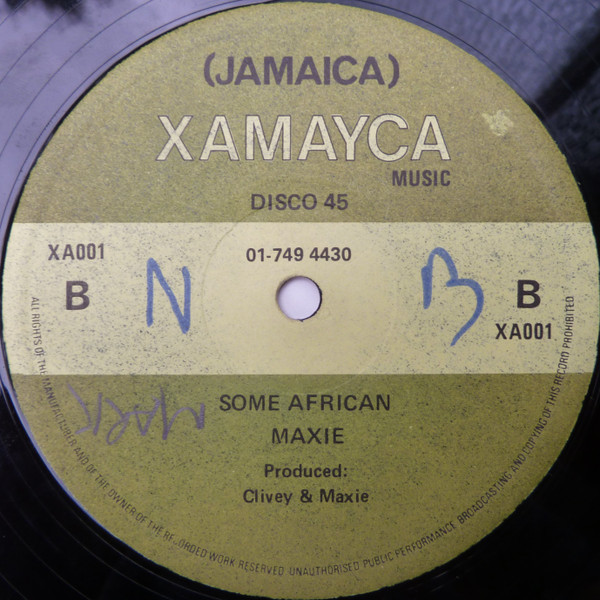 (JAMAICA)
XAMAYCA
MUSIC
DISCO 45
XA001
01-749 4430
B
N
B
B
XA001
SOME AFRICAN
MAXIE
Produced:
Clivey & Maxie
MARK
ALL RIGHTS OF THE MANUFACTURER AND OF THE OWNER OF THE RE_ORDED WORK RESERVED UNAUTHORISED PUBLIC PERFORMANCE BROADCASTING AND COPYING OF THIS RECORD PROHIBITED